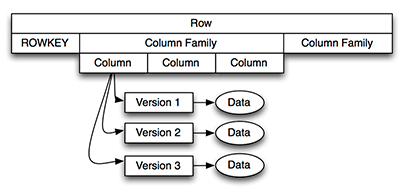 Row
ROWKEY Column Family Column Family
Column Column Column
Version 1 Data
Version 2 Data
Version 3 Data